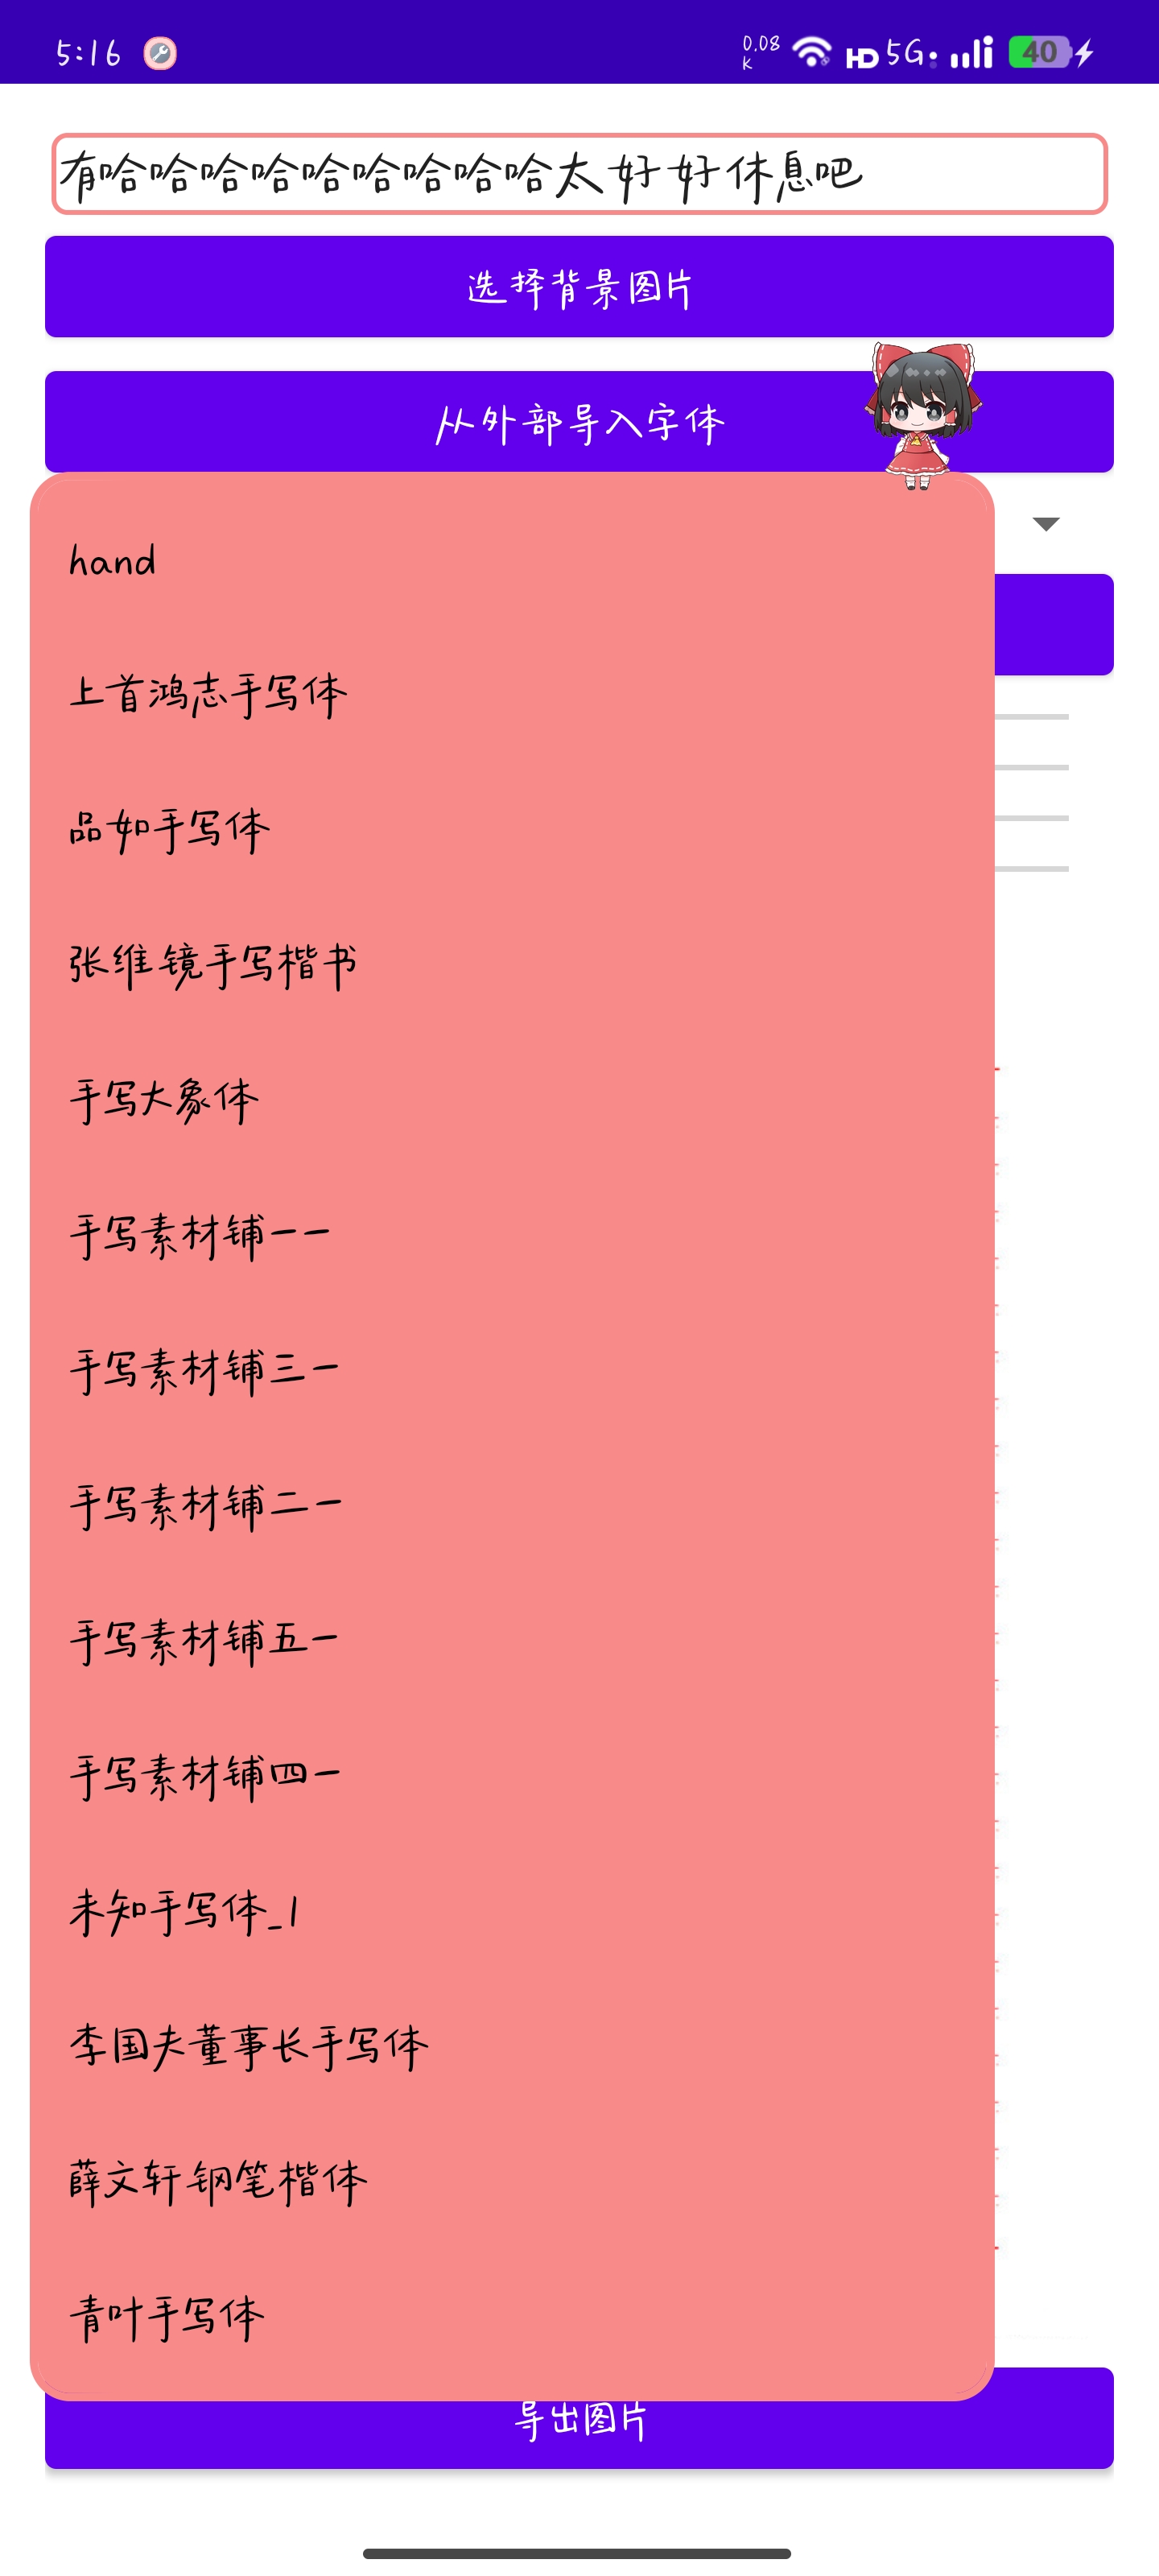 5:16
0.08 K HD 5G 40
有哈哈哈哈哈哈哈哈哈太好好休息吧
选择背景图片
从外部导入字体
hand
上首鸿志手写体
品如手写体
张维镜手写楷书
手写大象体
手写素材铺一一
手写素材铺三一
手写素材铺二一
手写素材铺五一
手写素材铺四一
未知手写体_1
李国夫董事长手写体
薛文轩钢笔楷体
青叶手写体
导出图片